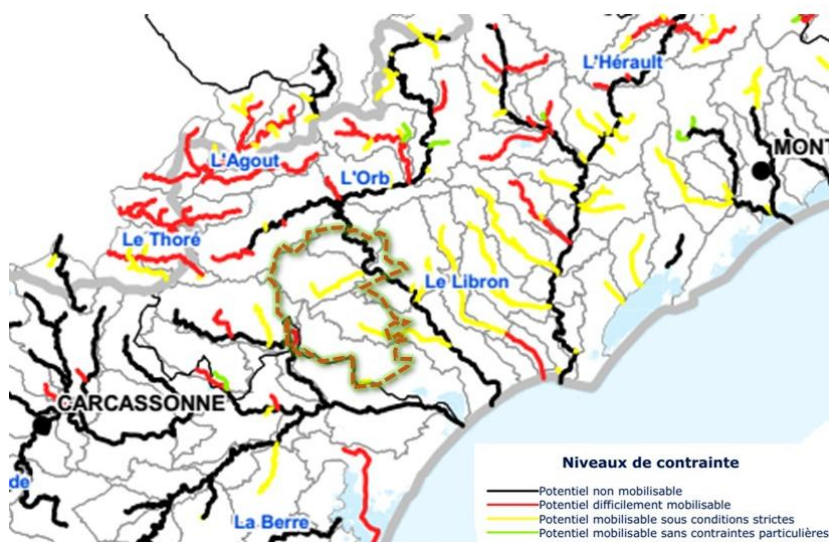 L'Hérault
L'Agout
MONT
L'Orb
Le Thoré
Le Libron
CARCASSONNE
de
La Berre
Niveaux de contrainte
Potentiel non mobilisable
Potentiel difficilement mobilisable
Potentiel mobilisable sous conditions strictes
Potentiel mobilisable sans contraintes particulières